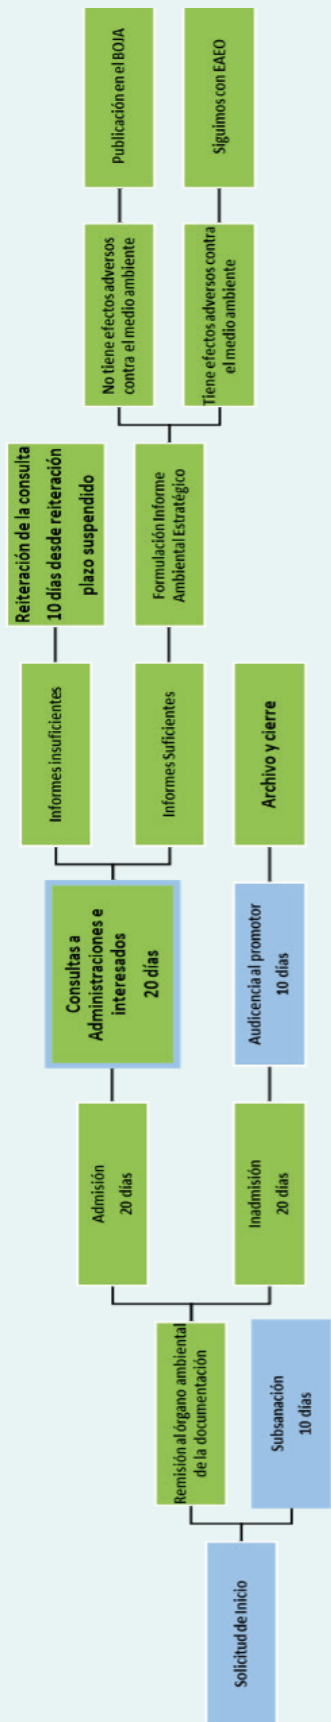 Solicitud de Inicio
Remisión al órgano ambiental
de la documentación
Subsanación
10 días
Admisión
20 días
Inadmisión
20 días
Consultas a
Administraciones e
interesados
20 días
Audicencia al promotor
10 días
Informes insuficientes
Informes Suficientes
Archivo y cierre
Reiteración de la consulta
10 días desde reiteración
plazo suspendido
Formulación Informe
Ambiental Estratégico
No tiene efectos adversos
contra el medio ambiente
Tiene efectos adversos contra
el medio ambiente
Publicación en el BOJA
Siguimos con EAEO